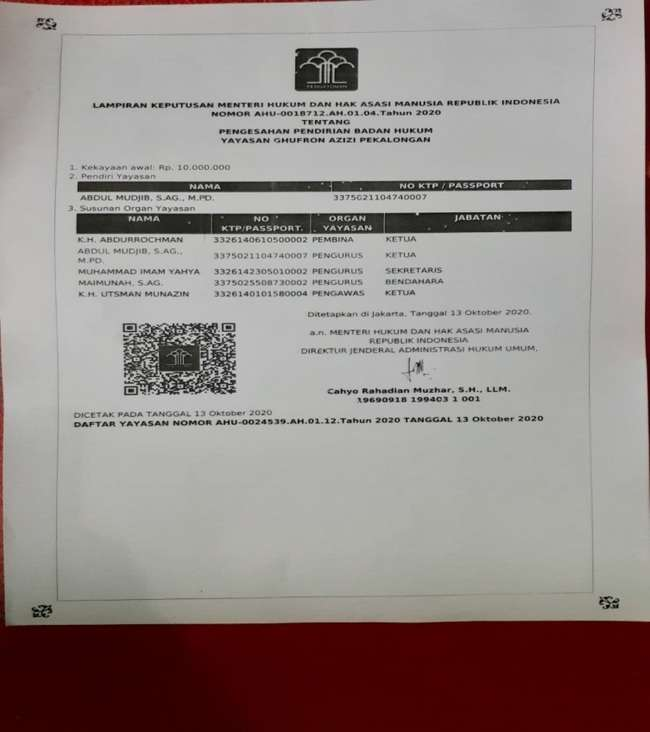 PENGAYOMAN
LAMPIRAN KEPUTUSAN MENTERI HUKUM DAN HAK ASASI MANUSIA REPUBLIK INDONESIA
NOMOR AHU-0018712.AH.01.04.Tahun 2020
TENTANG
PENGESAHAN PENDIRIAN BADAN HUKUM
YAYASAN GHUFRON AZIZI PEKALONGAN
1. Kekayaan awal: Rp. 10.000.000
2. Pendiri Yayasan
NAMA NO KTP / PASSPORT
ABDUL MUDJIB, S.AG., M.PD. 3375021104740007
3. Susunan Organ Yayasan
NAMA NO KTP/PASSPORT. ORGAN YAYASAN JABATAN
K.H. ABDURROCHMAN 3326140610500002 PEMBINA KETUA
ABDUL MUDJIB, S.AG., M.PD. 3375021104740007 PENGURUS KETUA
MUHAMMAD IMAM YAHYA 3326142305010002 PENGURUS SEKRETARIS
MAIMUNAH, S.AG. 3375025508730002 PENGURUS BENDAHARA
K.H. UTSMAN MUNAZIN 3326140101580004 PENGAWAS KETUA
Ditetapkan di Jakarta, Tanggal 13 Oktober 2020.
a.n. MENTERI HUKUM DAN HAK ASASI MANUSIA
REPUBLIK INDONESIA
DIREKTUR JENDERAL ADMINISTRASI HUKUM UMUM,
Cahyo Rahadian Muzhar, S.H., LLM.
19690918 199403 1 001
DICETAK PADA TANGGAL 13 Oktober 2020
DAFTAR YAYASAN NOMOR AHU-0024539.AH.01.12.Tahun 2020 TANGGAL 13 Oktober 2020